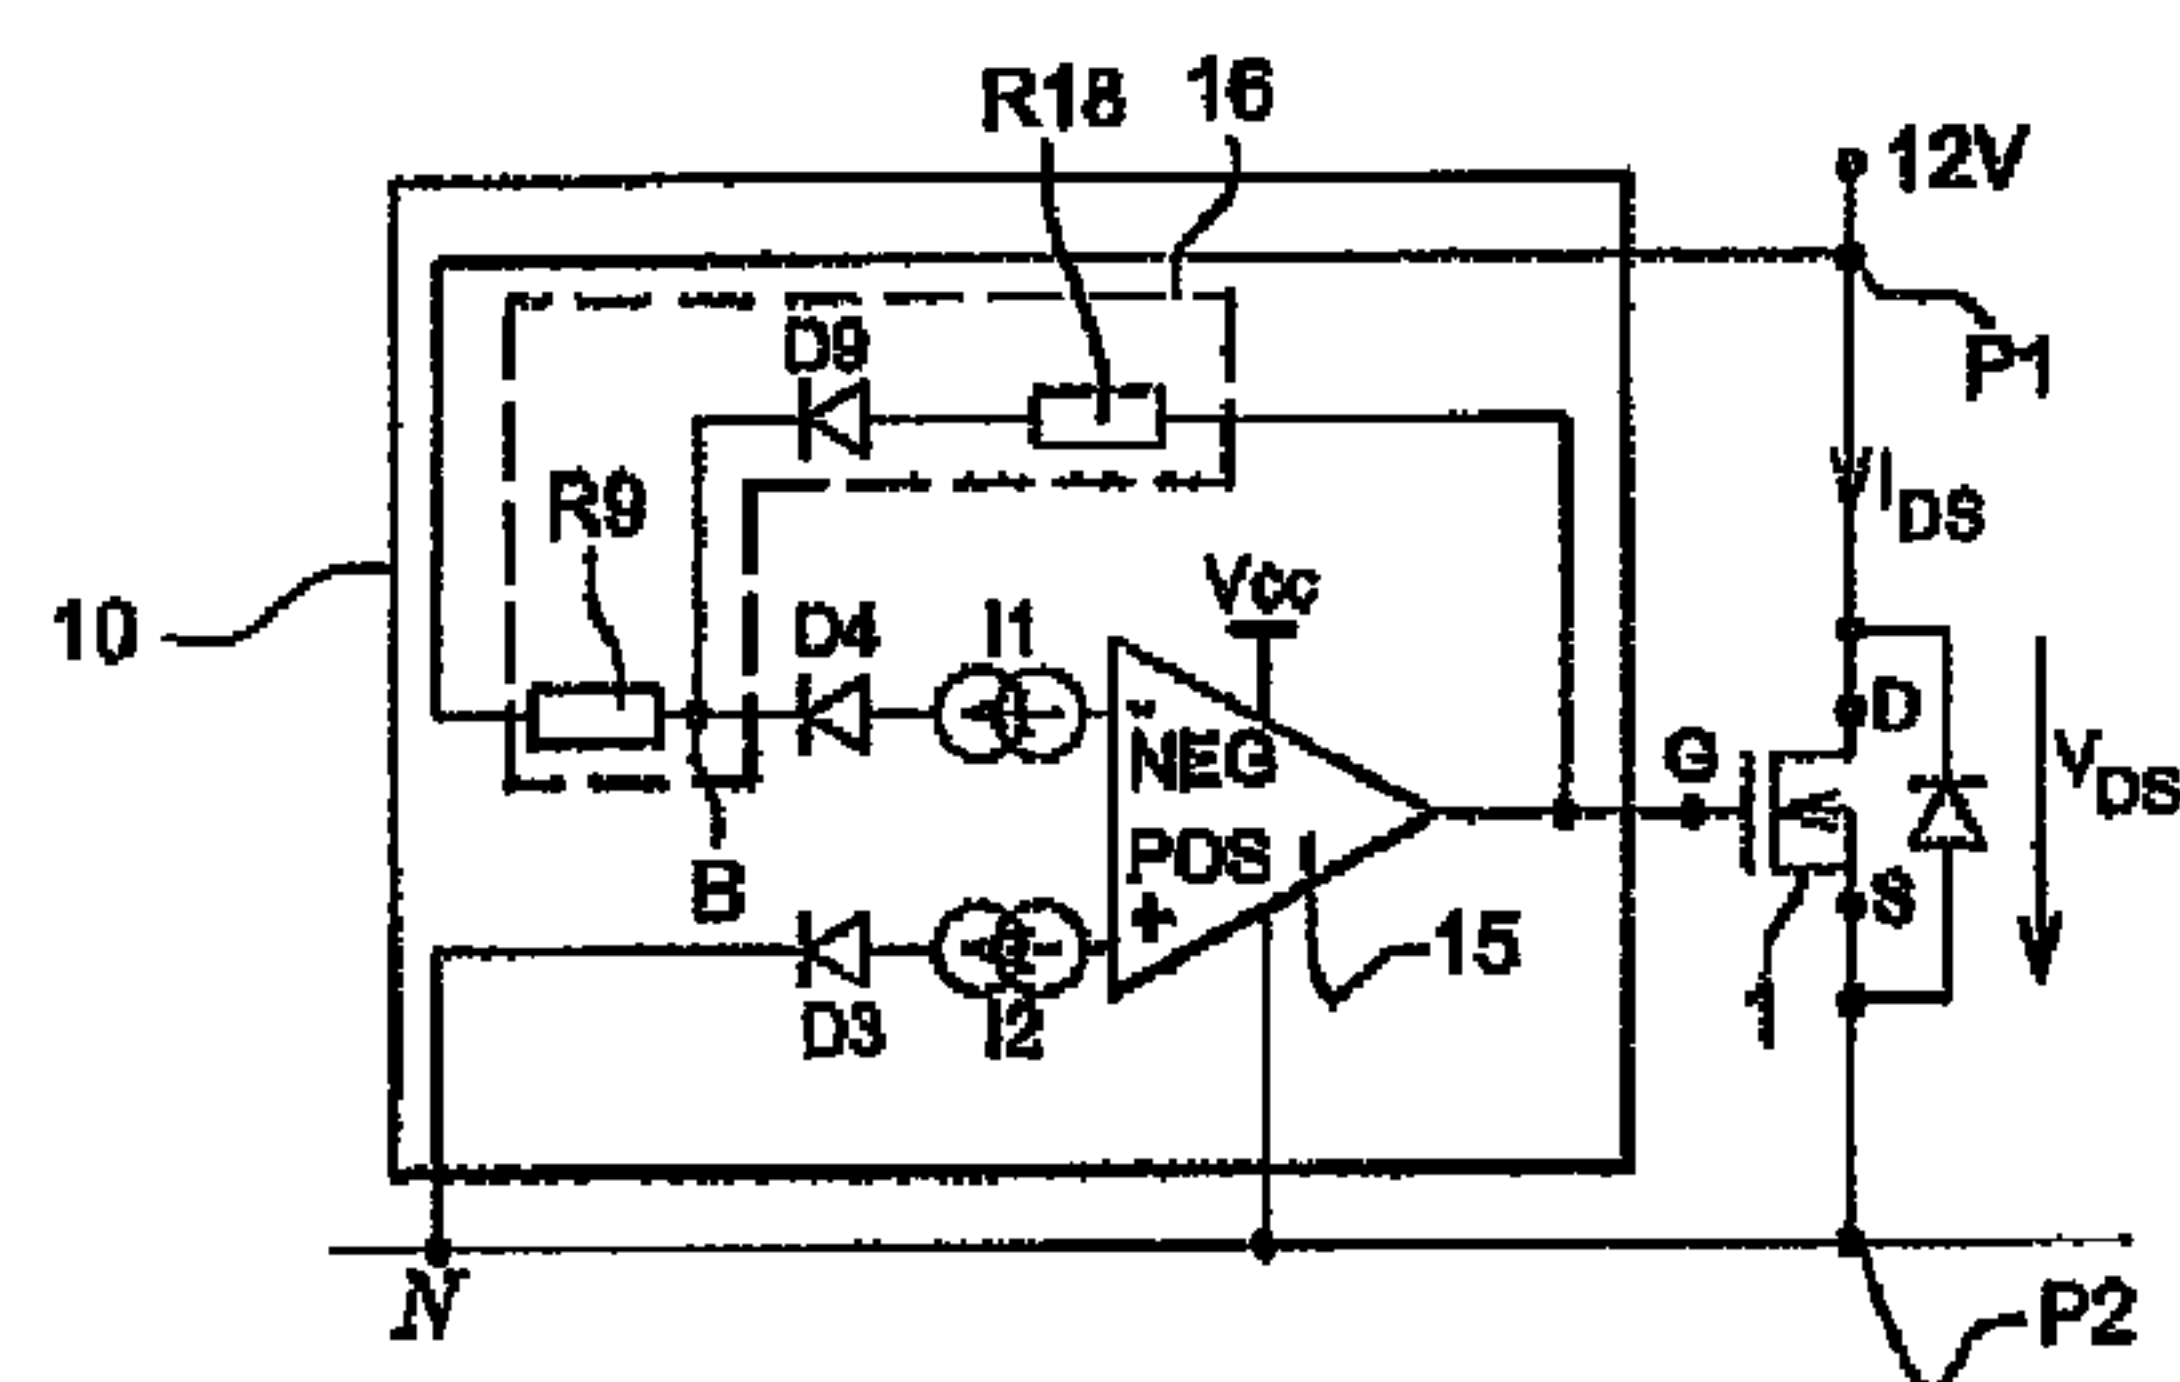 R18 16
12V
D9
P1
IDS
R9
Vcc
10
D4 I1
-
NEG
G
D
VDS
POS
+
B
S
15
D3 I2
1
N
P2